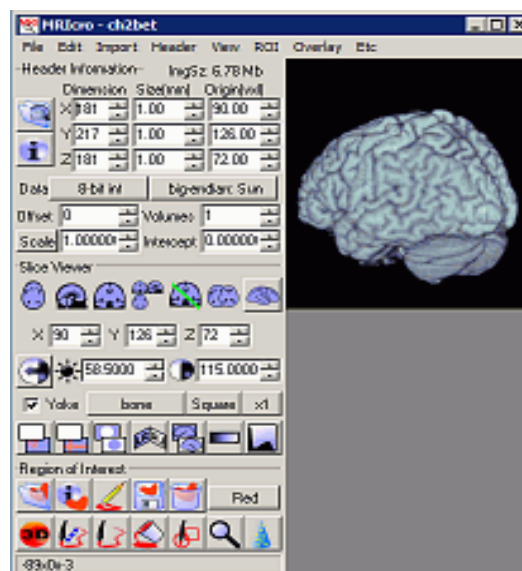 MRIcro - ch2bet
File Edit Import Header View ROI Overlay Etc
Header Information ImgSz: 6.78 Mb
Dimension Size[mm] Origin[vxl]
X 181 1.00 90.00
Y 217 1.00 126.00
Z 181 1.00 72.00
Data 8-bit int big-endian: Sun
Offset 0 Volumes 1
Scale 1.00000 Intercept 0.00000
Slice Viewer
X 90 Y 126 Z 72
58.5000 115.0000
Yoke bone Square x1
Region of Interest
Red
3D
-89x0x-3